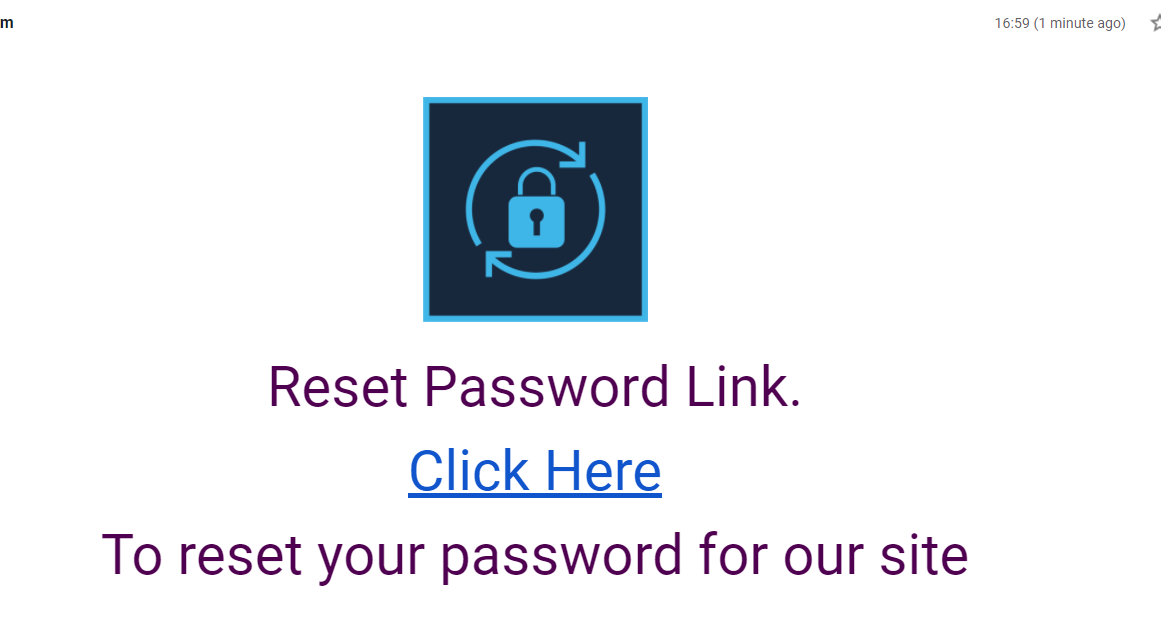 m
16:59 (1 minute ago)
Reset Password Link.
Click Here
To reset your password for our site